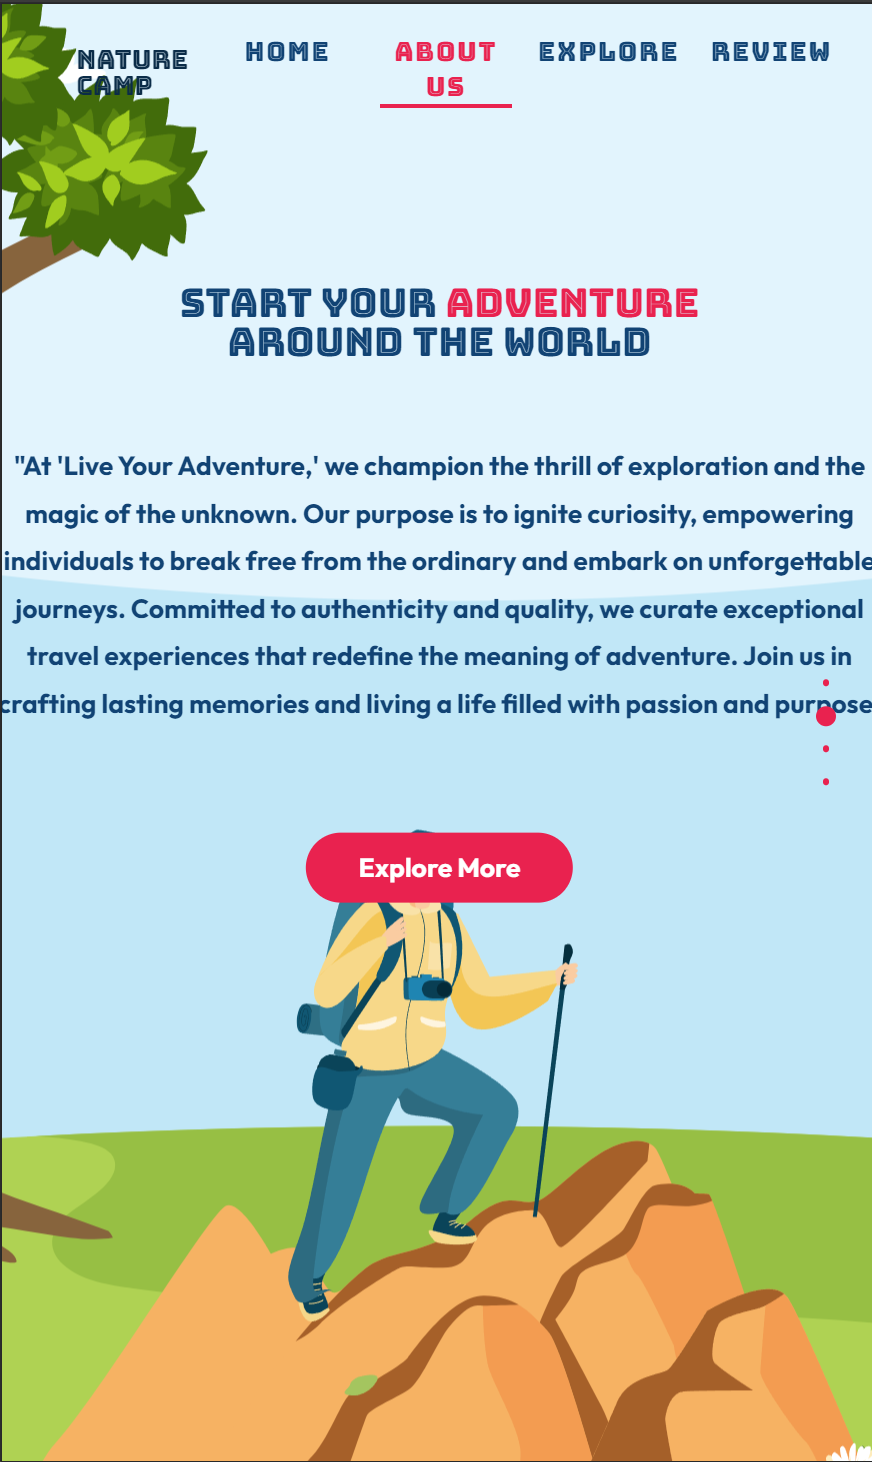 NATURE
CAMP
HOME
ABOUT
US
EXPLORE
REVIEW
START YOUR ADVENTURE
AROUND THE WORLD
"At 'Live Your Adventure,' we champion the thrill of exploration and the
magic of the unknown. Our purpose is to ignite curiosity, empowering
individuals to break free from the ordinary and embark on unforgettable
journeys. Committed to authenticity and quality, we curate exceptional
travel experiences that redefine the meaning of adventure. Join us in
crafting lasting memories and living a life filled with passion and purpose
Explore More